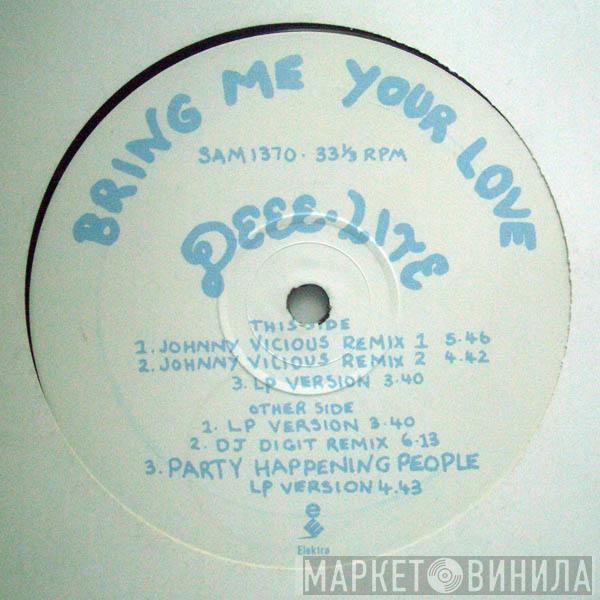 BRING ME YOUR LOVE
SAM1370 · 33⅓ RPM
DEEE·LITE
THIS SIDE
1. JOHNNY VICIOUS REMIX 1 5.46
2. JOHNNY VICIOUS REMIX 2 4.42
3. LP VERSION 3.40
OTHER SIDE
1. LP VERSION 3.40
2. DJ DIGIT REMIX 6.13
3. PARTY HAPPENING PEOPLE
LP VERSION 4.43
Elektra
МАРКЕТ ВИНИЛА